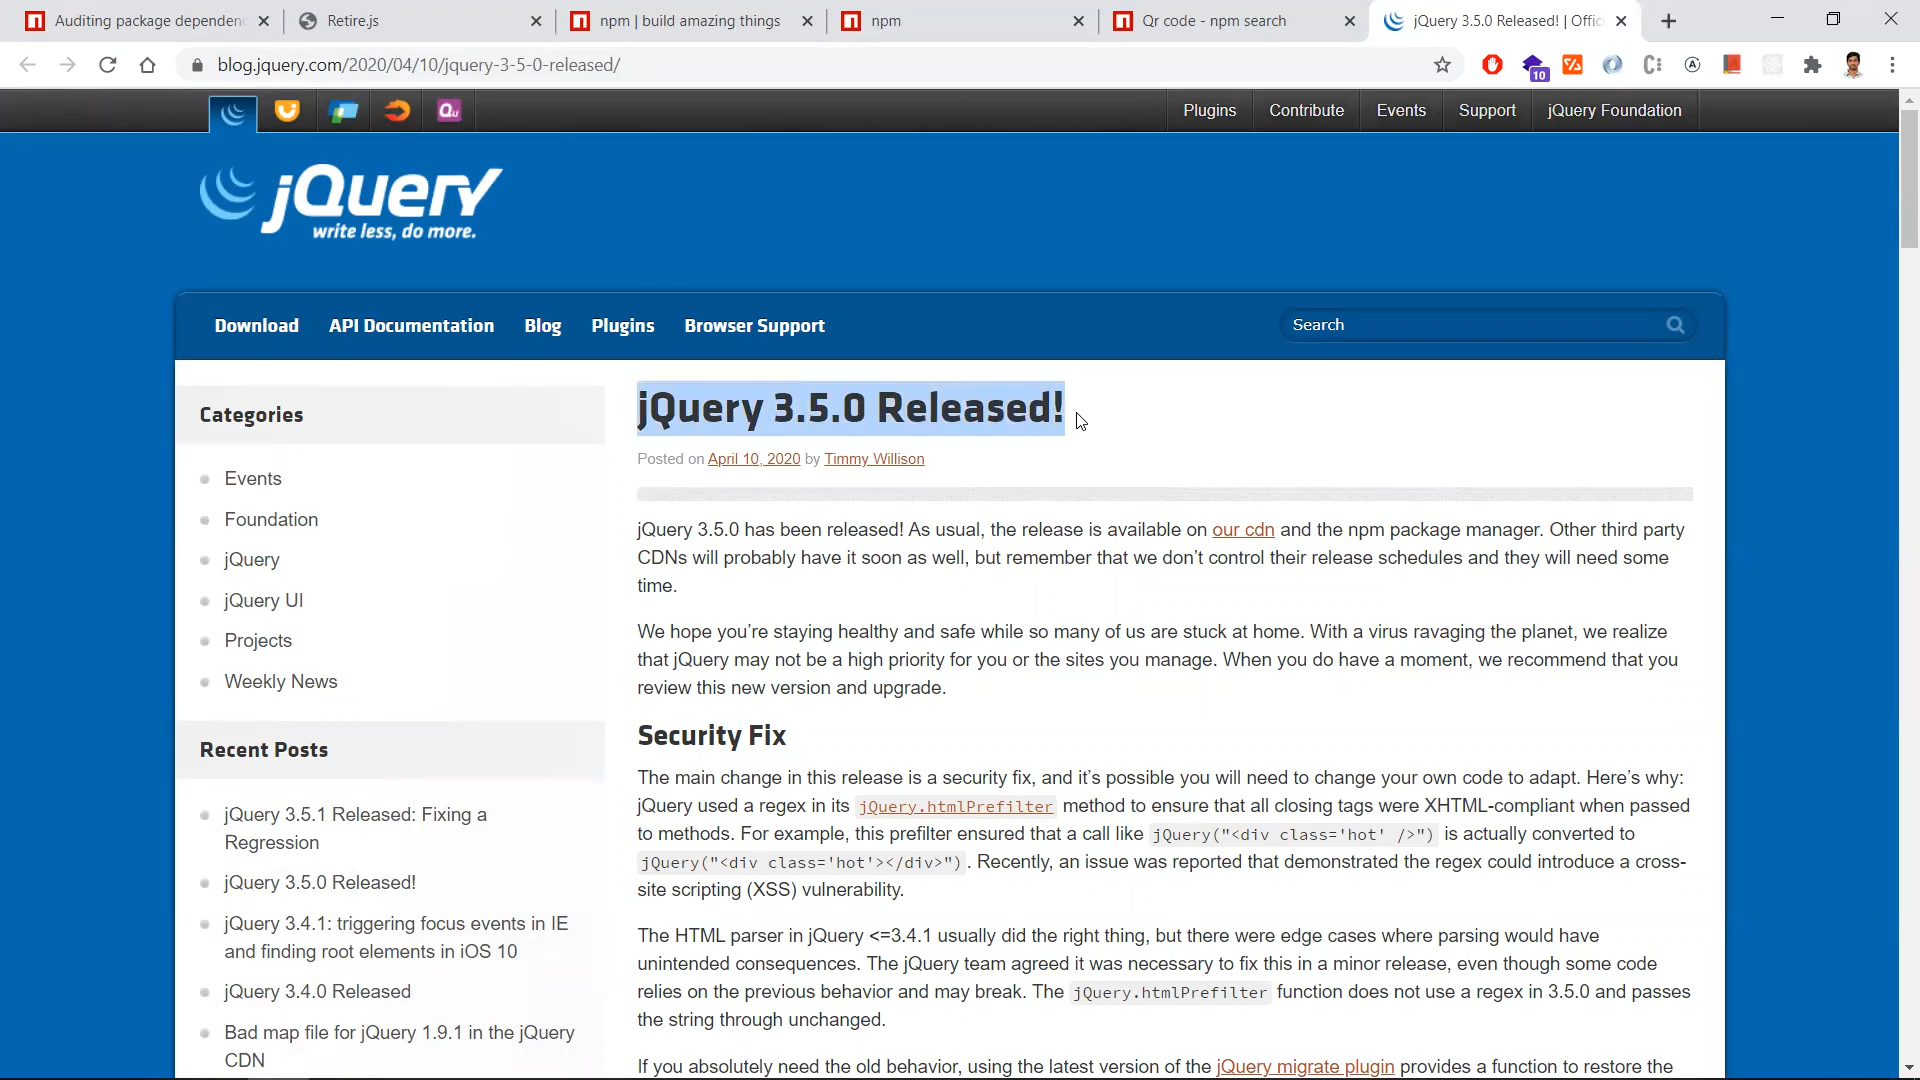 Auditing package dependenc
Retire.js
npm | build amazing things
npm
Qr code - npm search
jQuery 3.5.0 Released! | Offic
blog.jquery.com/2020/04/10/jquery-3-5-0-released/
10
Plugins
Contribute
Events
Support
jQuery Foundation
jQuery
write less, do more.
Download
API Documentation
Blog
Plugins
Browser Support
Search
Categories
Events
Foundation
jQuery
jQuery UI
Projects
Weekly News
Recent Posts
jQuery 3.5.1 Released: Fixing a
Regression
jQuery 3.5.0 Released!
jQuery 3.4.1: triggering focus events in IE
and finding root elements in iOS 10
jQuery 3.4.0 Released
Bad map file for jQuery 1.9.1 in the jQuery
CDN
jQuery 3.5.0 Released!
Posted on April 10, 2020 by Timmy Willison
jQuery 3.5.0 has been released! As usual, the release is available on our cdn and the npm package manager. Other third party
CDNs will probably have it soon as well, but remember that we don’t control their release schedules and they will need some
time.
We hope you’re staying healthy and safe while so many of us are stuck at home. With a virus ravaging the planet, we realize
that jQuery may not be a high priority for you or the sites you manage. When you do have a moment, we recommend that you
review this new version and upgrade.
Security Fix
The main change in this release is a security fix, and it’s possible you will need to change your own code to adapt. Here’s why:
jQuery used a regex in its jQuery.htmlPrefilter method to ensure that all closing tags were XHTML-compliant when passed
to methods. For example, this prefilter ensured that a call like jQuery("<div class='hot' />") is actually converted to
jQuery("<div class='hot'></div>") . Recently, an issue was reported that demonstrated the regex could introduce a cross-
site scripting (XSS) vulnerability.
The HTML parser in jQuery <=3.4.1 usually did the right thing, but there were edge cases where parsing would have
unintended consequences. The jQuery team agreed it was necessary to fix this in a minor release, even though some code
relies on the previous behavior and may break. The jQuery.htmlPrefilter function does not use a regex in 3.5.0 and passes
the string through unchanged.
If you absolutely need the old behavior, using the latest version of the jQuery migrate plugin provides a function to restore the